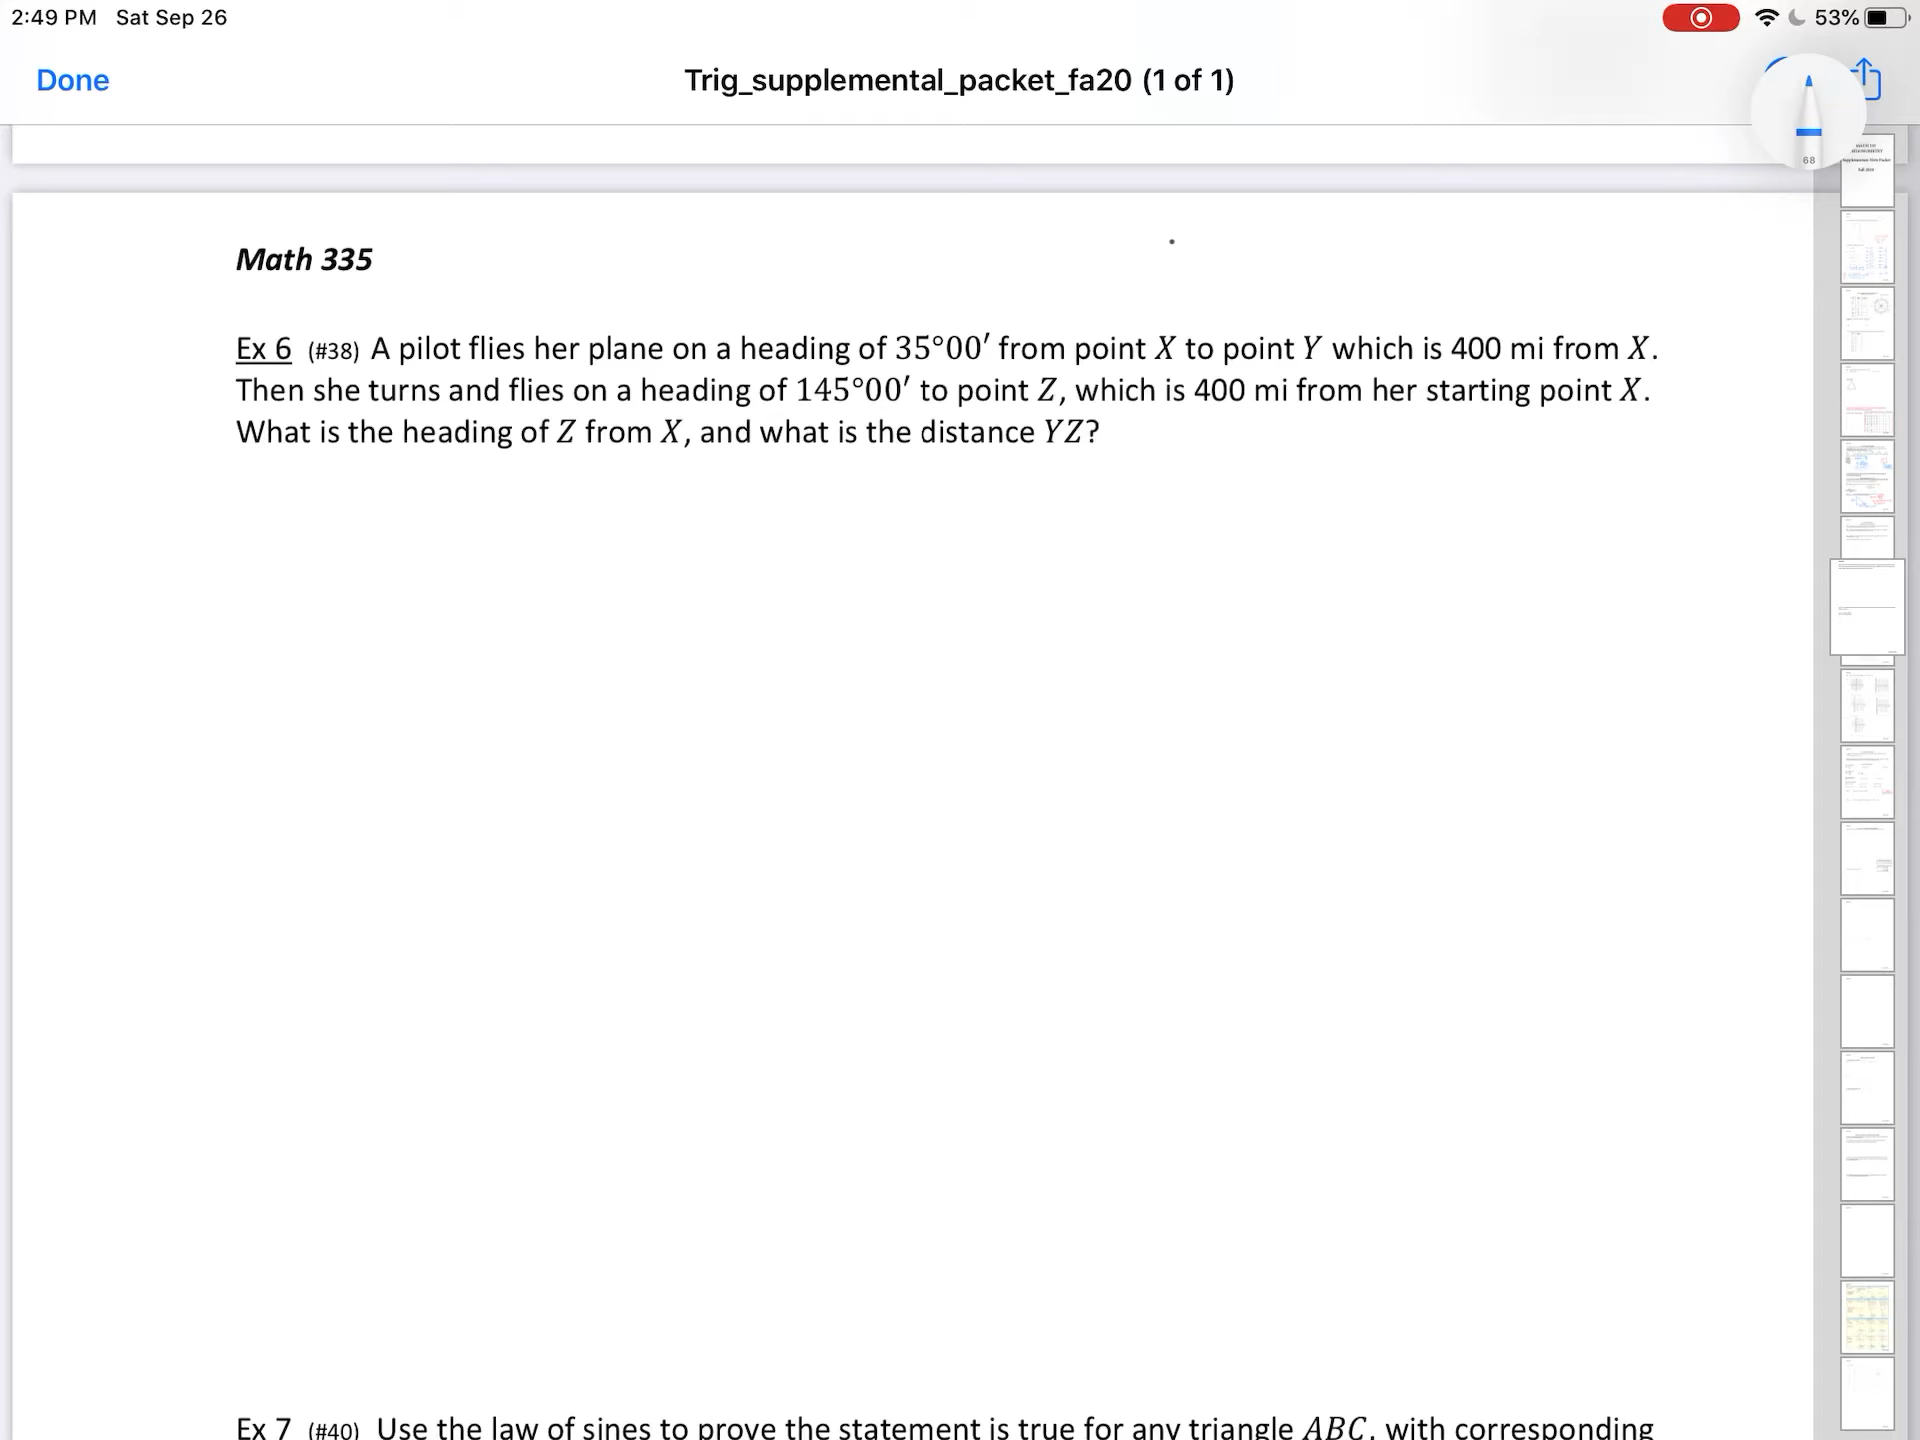 2:49 PM Sat Sep 26
53%
Done
Trig_supplemental_packet_fa20 (1 of 1)
68
Math 335
Ex 6 (#38) A pilot flies her plane on a heading of 35°00′ from point X to point Y which is 400 mi from X.
Then she turns and flies on a heading of 145°00′ to point Z, which is 400 mi from her starting point X.
What is the heading of Z from X, and what is the distance YZ?
Ex 7 (#40) Use the law of sines to prove the statement is true for any triangle ABC, with corresponding